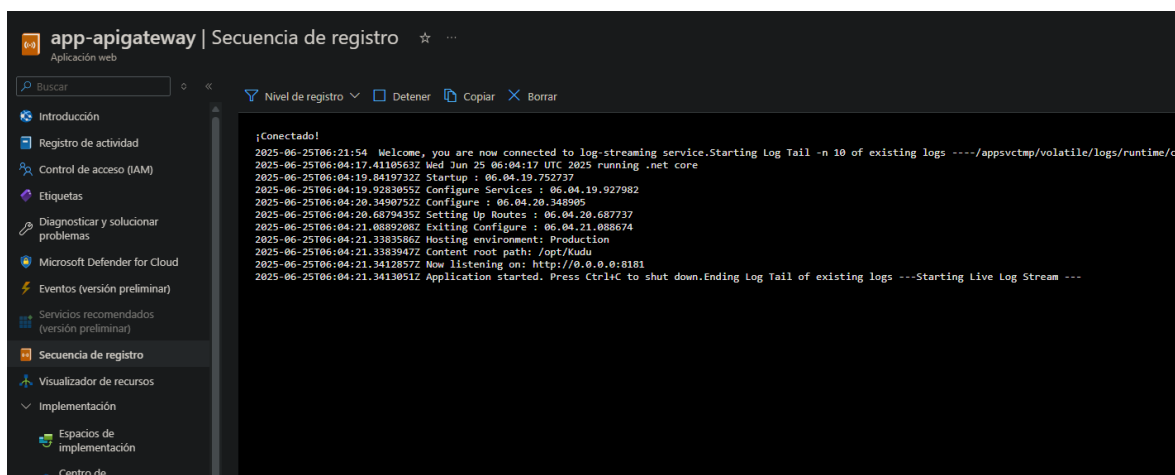 app-apigateway | Secuencia de registro ☆ ...
Aplicación web
Buscar
Introducción
Registro de actividad
Control de acceso (IAM)
Etiquetas
Diagnosticar y solucionar
problemas
Microsoft Defender for Cloud
Eventos (versión preliminar)
Servicios recomendados
(versión preliminar)
Secuencia de registro
Visualizador de recursos
Implementación
Espacios de
implementación
Centro de
Nivel de registro Detener Copiar Borrar
¡Conectado!
2025-06-25T06:21:54 Welcome, you are now connected to log-streaming service.Starting Log Tail -n 10 of existing logs ----/appsvctmp/volatile/logs/runtime/
2025-06-25T06:04:17.4110563Z Wed Jun 25 06:04:17 UTC 2025 running .net core
2025-06-25T06:04:19.8419732Z Startup : 06.04.19.752737
2025-06-25T06:04:19.9283055Z Configure Services : 06.04.19.927982
2025-06-25T06:04:20.3490752Z Configure : 06.04.20.348905
2025-06-25T06:04:20.6879435Z Setting Up Routes : 06.04.20.687737
2025-06-25T06:04:21.0889208Z Exiting Configure : 06.04.21.088674
2025-06-25T06:04:21.3383586Z Hosting environment: Production
2025-06-25T06:04:21.3383947Z Content root path: /opt/Kudu
2025-06-25T06:04:21.3412857Z Now listening on: http://0.0.0.0:8181
2025-06-25T06:04:21.3413051Z Application started. Press Ctrl+C to shut down.Ending Log Tail of existing logs ---Starting Live Log Stream ---